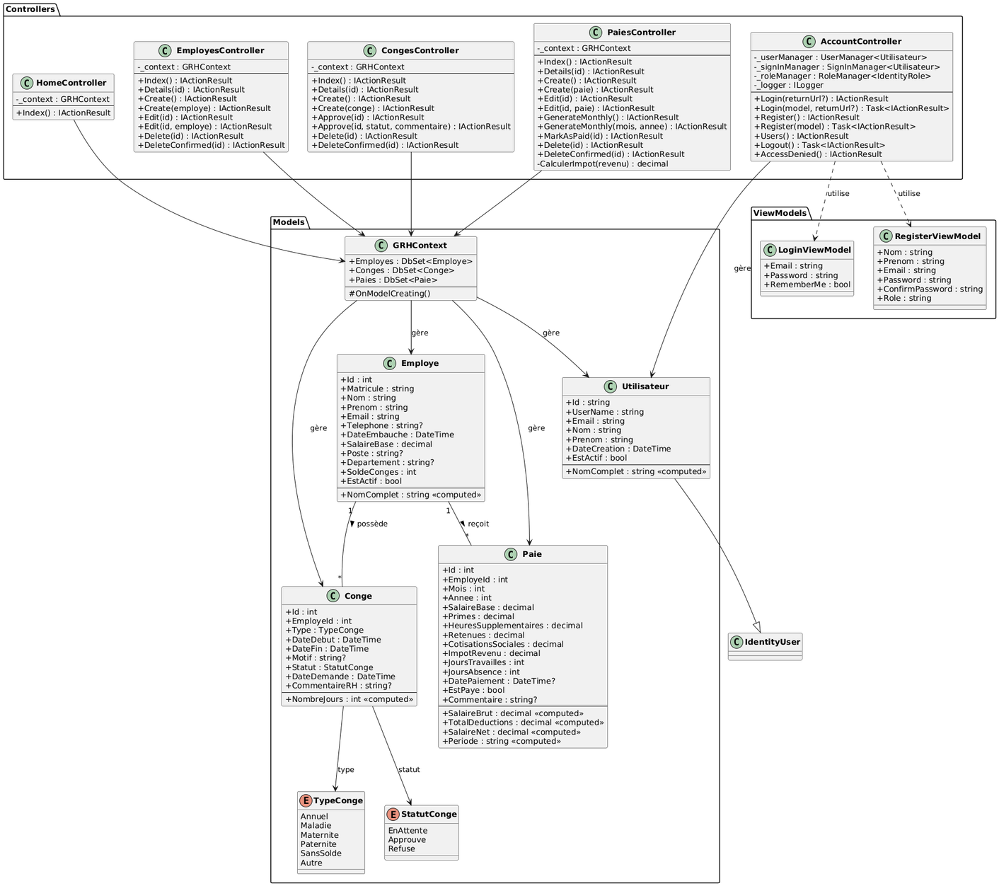 Controllers
C HomeController
-_context : GRHContext
+Index() : IActionResult
C EmployesController
-_context : GRHContext
+Index() : IActionResult
+Details(id) : IActionResult
+Create() : IActionResult
+Create(employe) : IActionResult
+Edit(id) : IActionResult
+Edit(id, employe) : IActionResult
+Delete(id) : IActionResult
+DeleteConfirmed(id) : IActionResult
C CongesController
-_context : GRHContext
+Index() : IActionResult
+Details(id) : IActionResult
+Create() : IActionResult
+Create(conge) : IActionResult
+Approve(id) : IActionResult
+Approve(id, statut, commentaire) : IActionResult
+Delete(id) : IActionResult
+DeleteConfirmed(id) : IActionResult
C PaiesController
-_context : GRHContext
+Index() : IActionResult
+Details(id) : IActionResult
+Create() : IActionResult
+Create(paie) : IActionResult
+Edit(id) : IActionResult
+Edit(id, paie) : IActionResult
+GenerateMonthly() : IActionResult
+GenerateMonthly(mois, annee) : IActionResult
+MarkAsPaid(id) : IActionResult
+Delete(id) : IActionResult
+DeleteConfirmed(id) : IActionResult
-CalculerImpot(revenu) : decimal
C AccountController
-_userManager : UserManager<Utilisateur>
-_signInManager : SignInManager<Utilisateur>
-_roleManager : RoleManager<IdentityRole>
-_logger : ILogger
+Login(returnUrl?) : IActionResult
+Login(model, returnUrl?) : Task<IActionResult>
+Register() : IActionResult
+Register(model) : Task<IActionResult>
+Users() : IActionResult
+Logout() : Task<IActionResult>
+AccessDenied() : IActionResult
utilise
utilise
gère
ViewModels
C LoginViewModel
+Email : string
+Password : string
+RememberMe : bool
C RegisterViewModel
+Nom : string
+Prenom : string
+Email : string
+Password : string
+ConfirmPassword : string
+Role : string
Models
C GRHContext
+Employes : DbSet<Employe>
+Conges : DbSet<Conge>
+Paies : DbSet<Paie>
#OnModelCreating()
gère
gère
gère
gère
C Employe
+Id : int
+Matricule : string
+Nom : string
+Prenom : string
+Email : string
+Telephone : string?
+DateEmbauche : DateTime
+SalaireBase : decimal
+Poste : string?
+Departement : string?
+SoldeConges : int
+EstActif : bool
+NomComplet : string «computed»
C Utilisateur
+Id : string
+UserName : string
+Email : string
+Nom : string
+Prenom : string
+DateCreation : DateTime
+EstActif : bool
+NomComplet : string «computed»
1
possède
*
1
reçoit
*
C Conge
+Id : int
+EmployeId : int
+Type : TypeConge
+DateDebut : DateTime
+DateFin : DateTime
+Motif : string?
+Statut : StatutConge
+DateDemande : DateTime
+CommentaireRH : string?
+NombreJours : int «computed»
C Paie
+Id : int
+EmployeId : int
+Mois : int
+Annee : int
+SalaireBase : decimal
+Primes : decimal
+HeuresSupplementaires : decimal
+Retenues : decimal
+CotisationsSociales : decimal
+ImpotRevenu : decimal
+JoursTravailles : int
+JoursAbsence : int
+DatePaiement : DateTime?
+EstPaye : bool
+Commentaire : string?
+SalaireBrut : decimal «computed»
+TotalDeductions : decimal «computed»
+SalaireNet : decimal «computed»
+Periode : string «computed»
C IdentityUser
type
statut
E TypeConge
Annuel
Maladie
Maternite
Paternite
SansSolde
Autre
E StatutConge
EnAttente
Approuve
Refuse